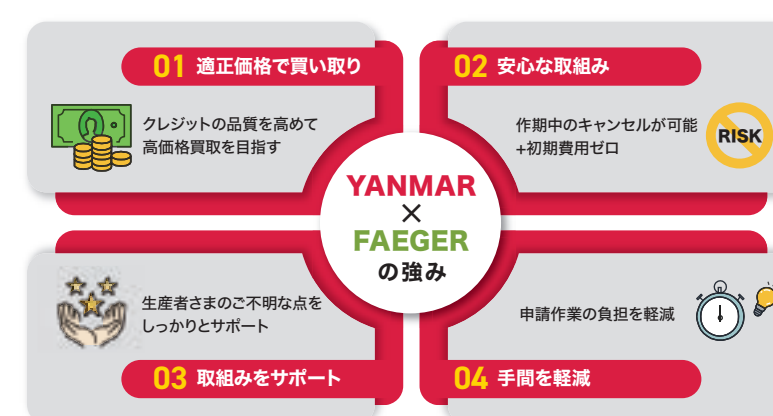 01 適正価格で買い取り
クレジットの品質を高めて
高価格買取を目指す
02 安心な取組み
作期中のキャンセルが可能
+初期費用ゼロ
RISK
YANMAR
×
FAEGER
の強み
生産者さまのご不明な点を
しっかりとサポート
03 取組みをサポート
申請作業の負担を軽減
04 手間を軽減